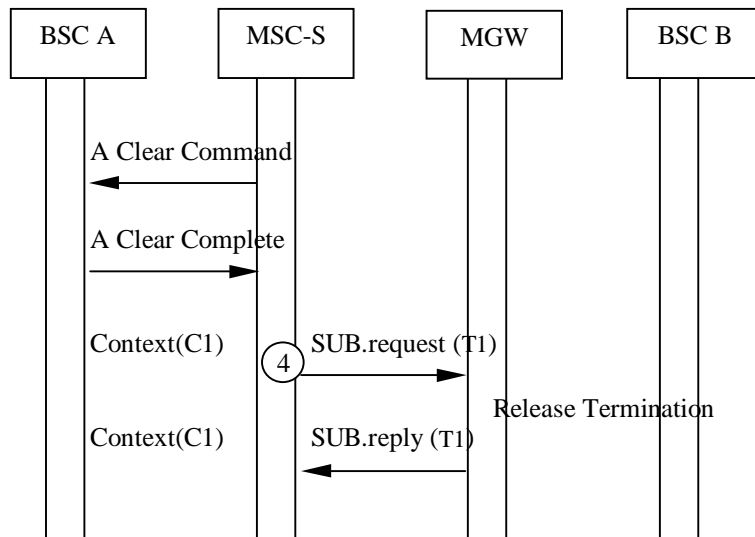 BSC A MSC-S MGW BSC B
A Clear Command
A Clear Complete
Context(C1) 4 SUB.request (T1)
Release Termination
Context(C1) SUB.reply (T1)